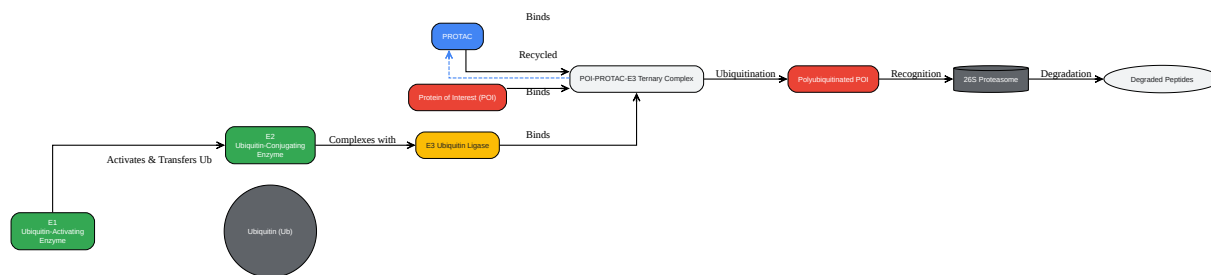 Binds
PROTAC
Recycled
POI-PROTAC-E3 Ternary Complex
Ubiquitination
Polyubiquitinated POI
Recognition
26S Proteasome
Degradation
Degraded Peptides
Protein of Interest (POI)
Binds
E2
Ubiquitin-Conjugating
Enzyme
Complexes with
E3 Ubiquitin Ligase
Binds
Activates & Transfers Ub
E1
Ubiquitin-Activating
Enzyme
Ubiquitin (Ub)